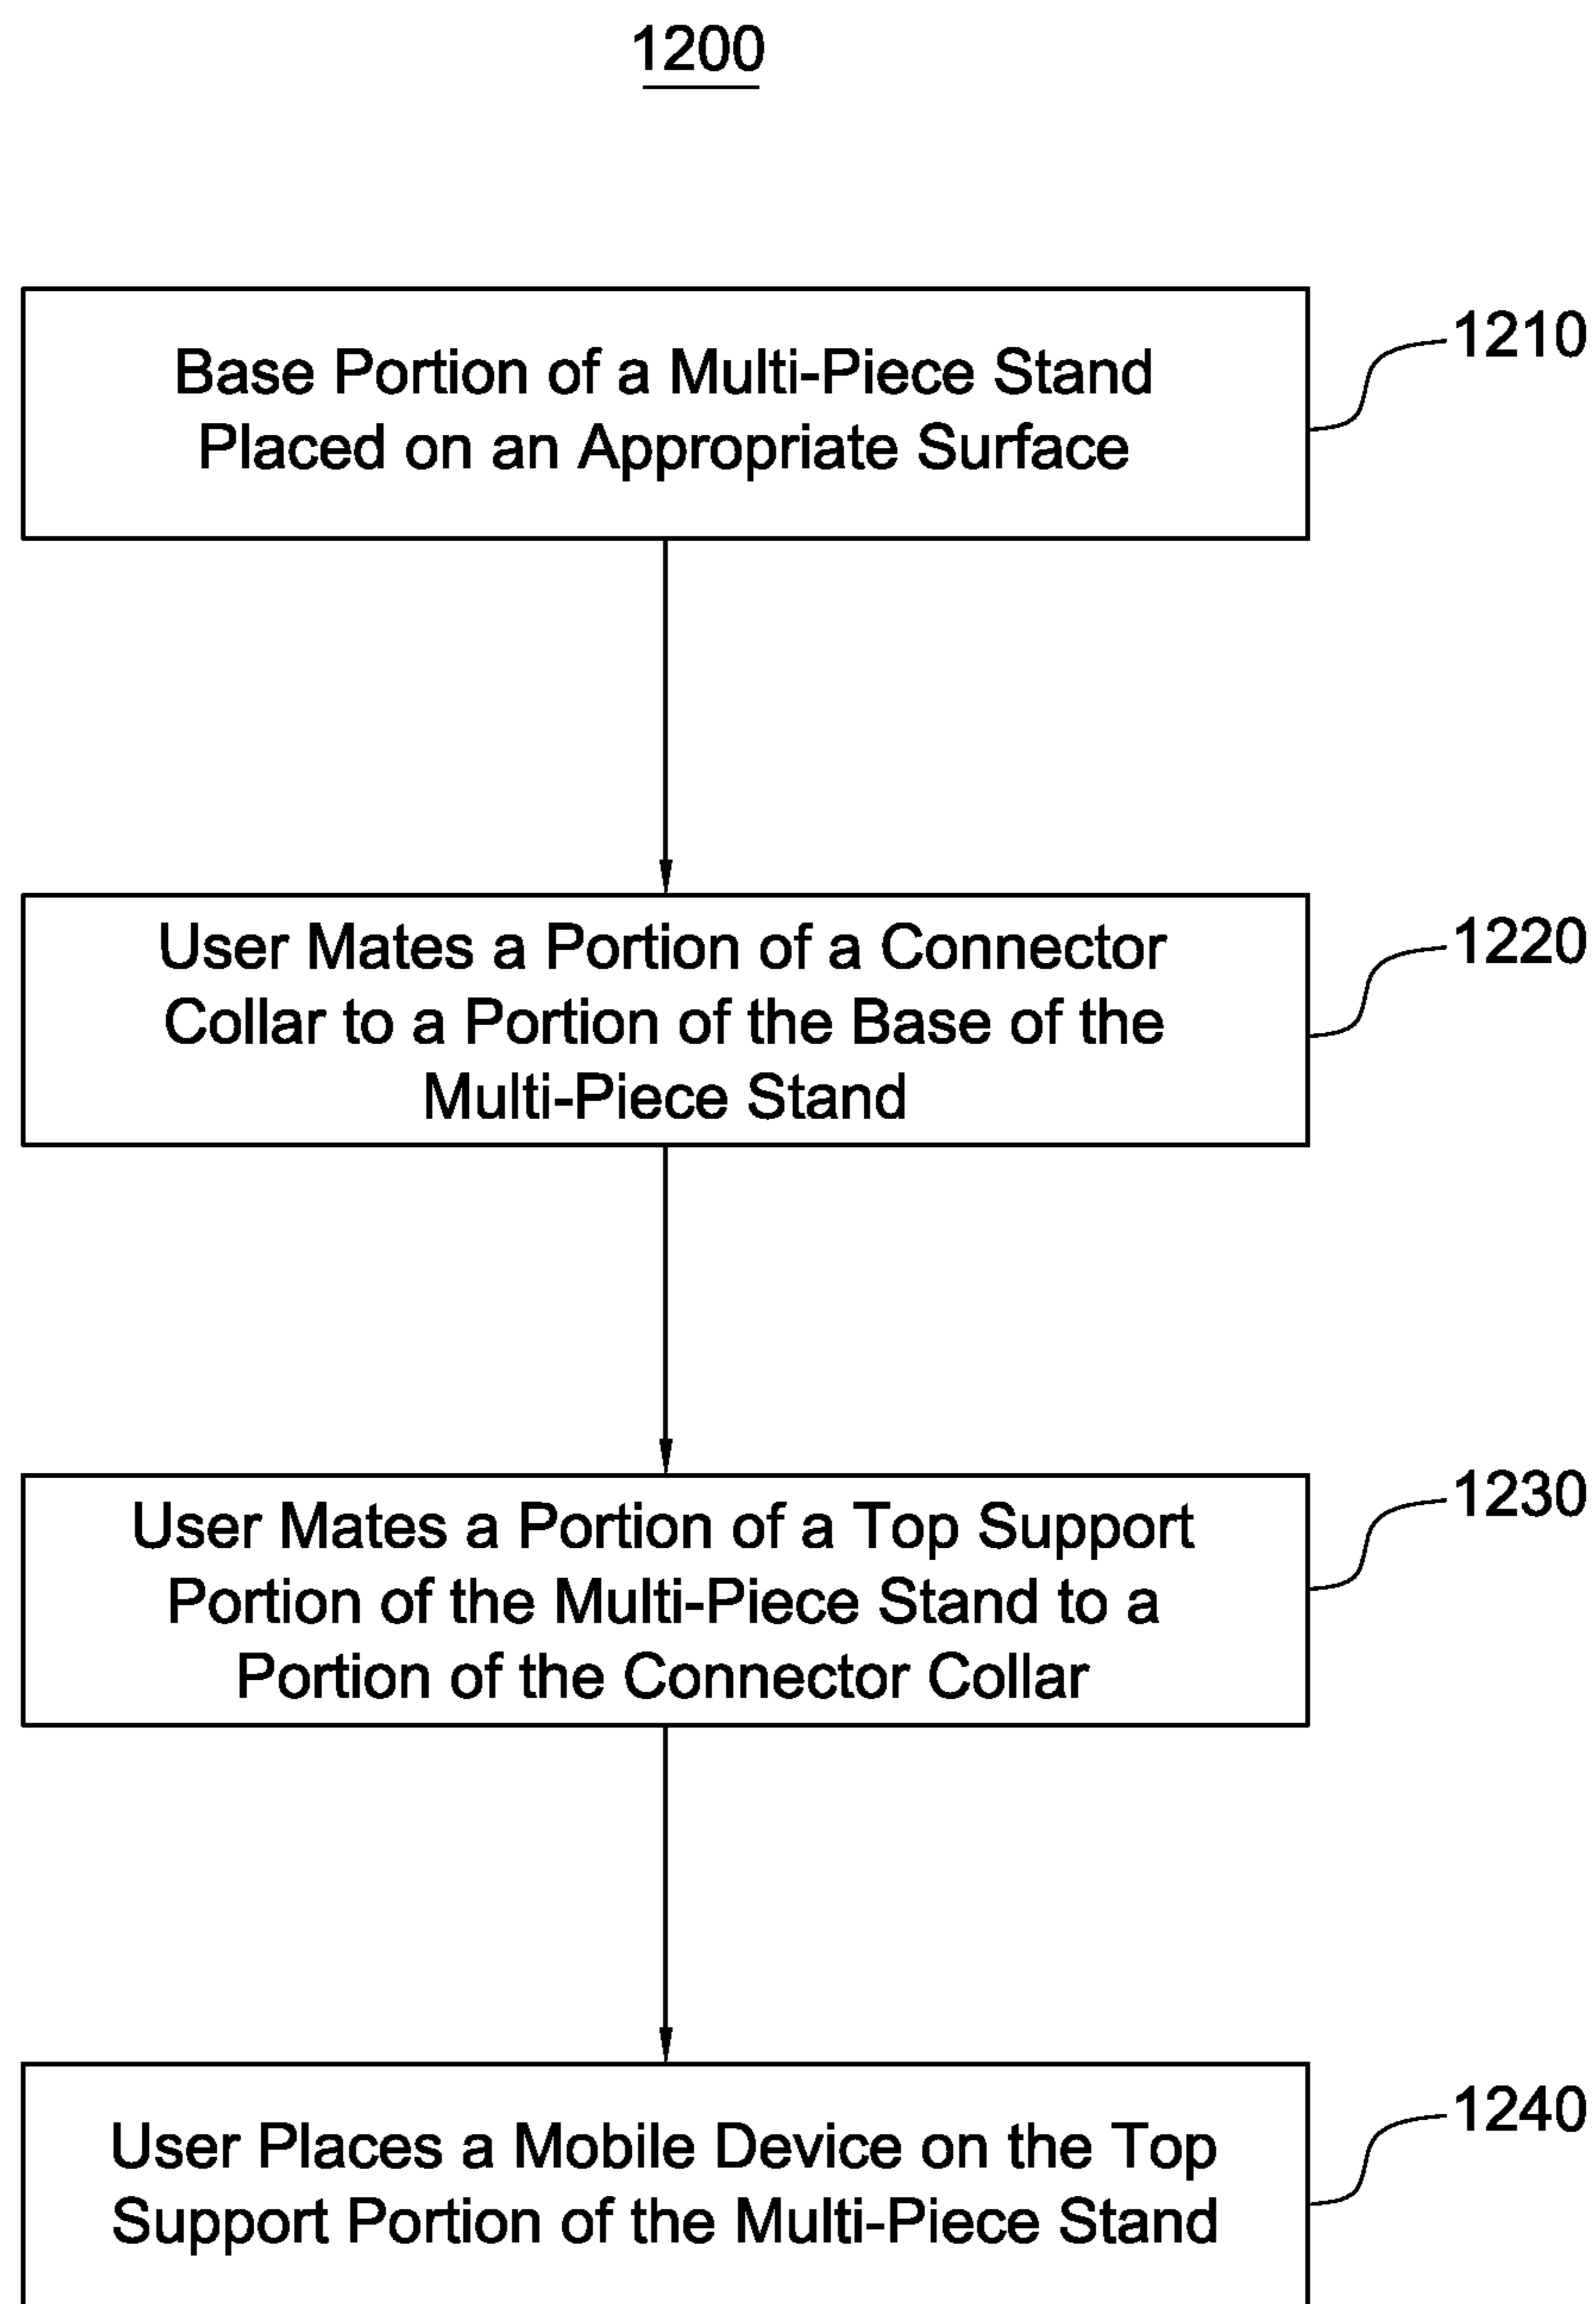 1200
Base Portion of a Multi-Piece Stand
Placed on an Appropriate Surface
1210
User Mates a Portion of a Connector
Collar to a Portion of the Base of the
Multi-Piece Stand
1220
User Mates a Portion of a Top Support
Portion of the Multi-Piece Stand to a
Portion of the Connector Collar
1230
User Places a Mobile Device on the Top
Support Portion of the Multi-Piece Stand
1240